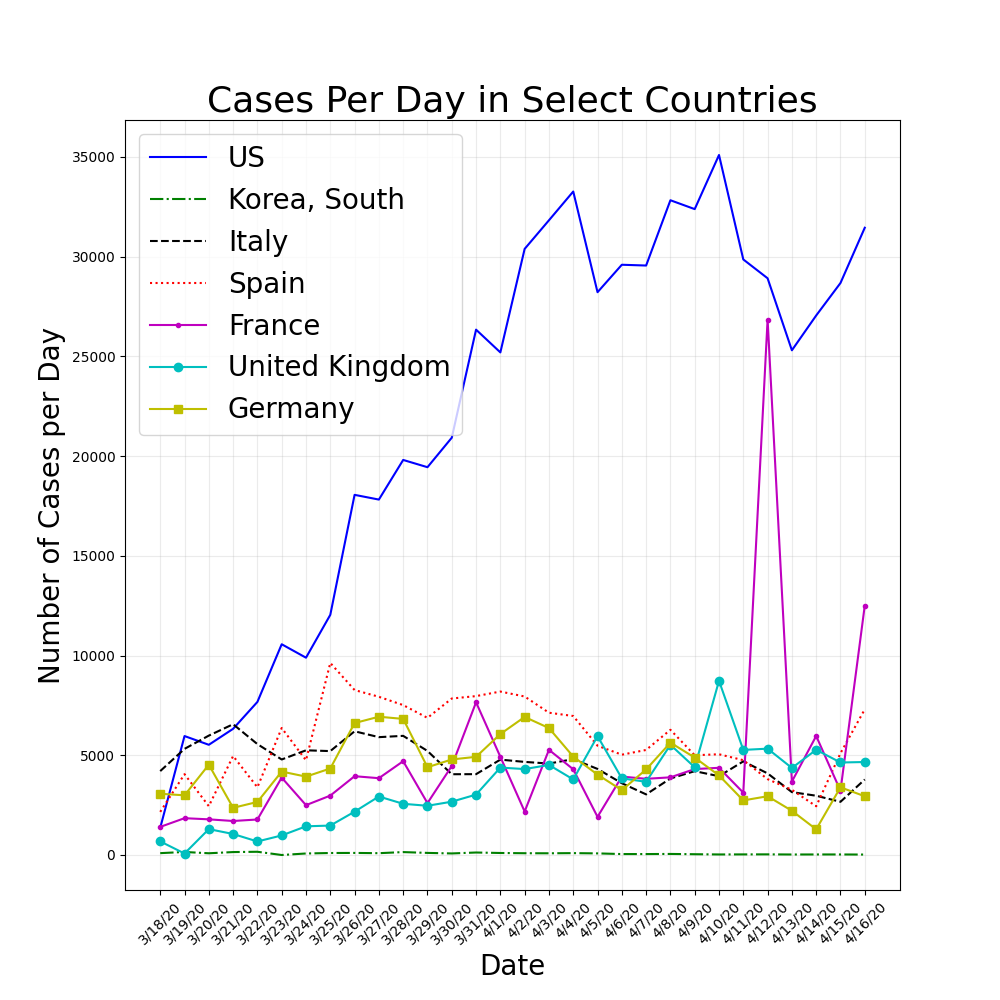 Cases Per Day in Select Countries
US
Korea, South
Italy
Spain
France
United Kingdom
Germany
Number of Cases per Day
35000
30000
25000
20000
15000
10000
5000
0
3/18/20 3/19/20 3/20/20 3/21/20 3/22/20 3/23/20 3/24/20 3/25/20 3/26/20 3/27/20 3/28/20 3/29/20 3/30/20 3/31/20 4/1/20 4/2/20 4/3/20 4/4/20 4/5/20 4/6/20 4/7/20 4/8/20 4/9/20 4/10/20 4/11/20 4/12/20 4/13/20 4/14/20 4/15/20 4/16/20
Date